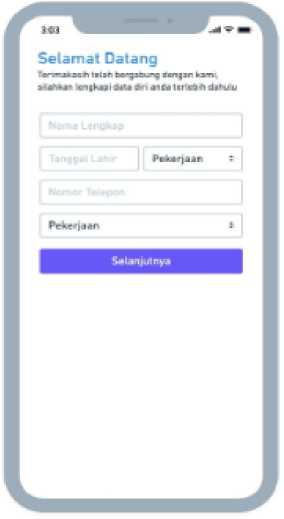 3:03
Selamat Datang
Terimakasih telah bergabung dengan kami,
silahkan lengkapi data diri anda terlebih dahulu
Nama Lengkap
Tanggal Lahir Pekerjaan
Nomor Telepon
Pekerjaan
Selanjutnya